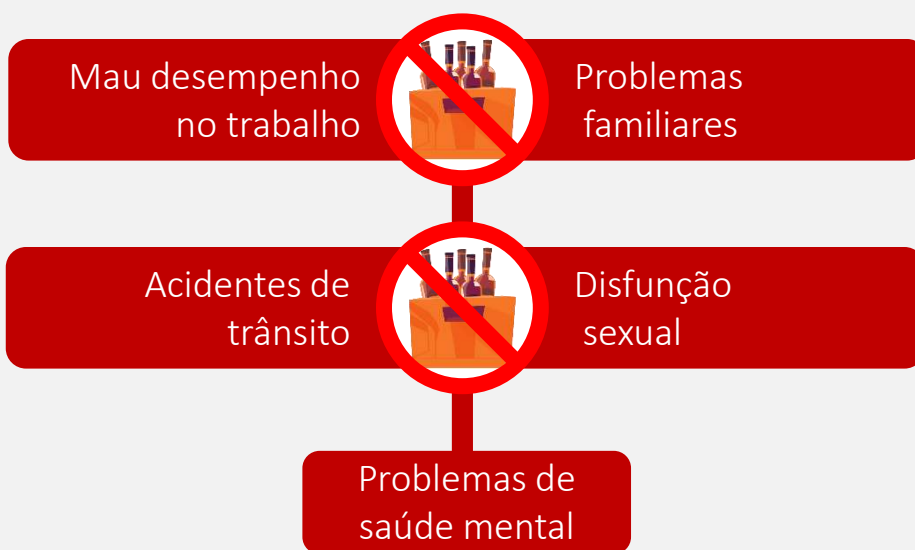 Mau desempenho
no trabalho
Problemas
familiares
Acidentes de
trânsito
Disfunção
sexual
Problemas de
saúde mental